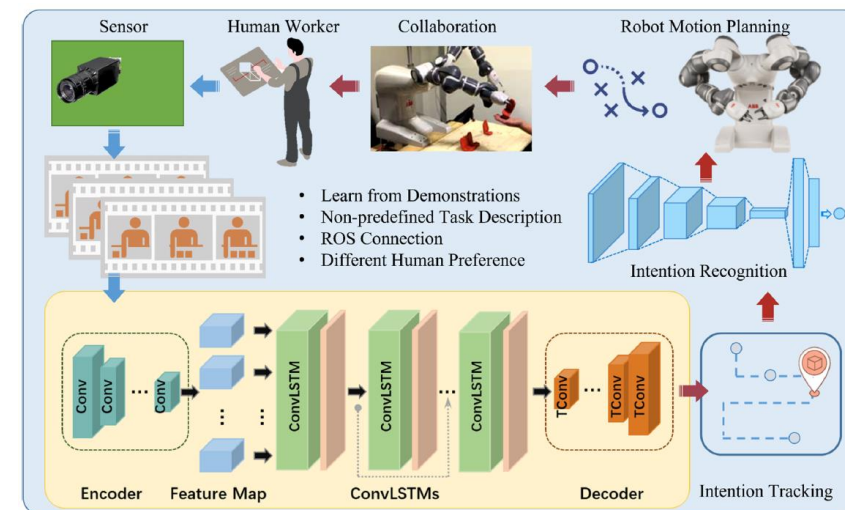 Sensor
Human Worker
Collaboration
Robot Motion Planning
ABB
• Learn from Demonstrations
• Non-predefined Task Description
• ROS Connection
• Different Human Preference
Intention Recognition
Conv
Conv
...
Conv
ConvLSTM
ConvLSTM
...
ConvLSTM
TConv
...
TConv
TConv
Encoder
Feature Map
ConvLSTMs
Decoder
Intention Tracking